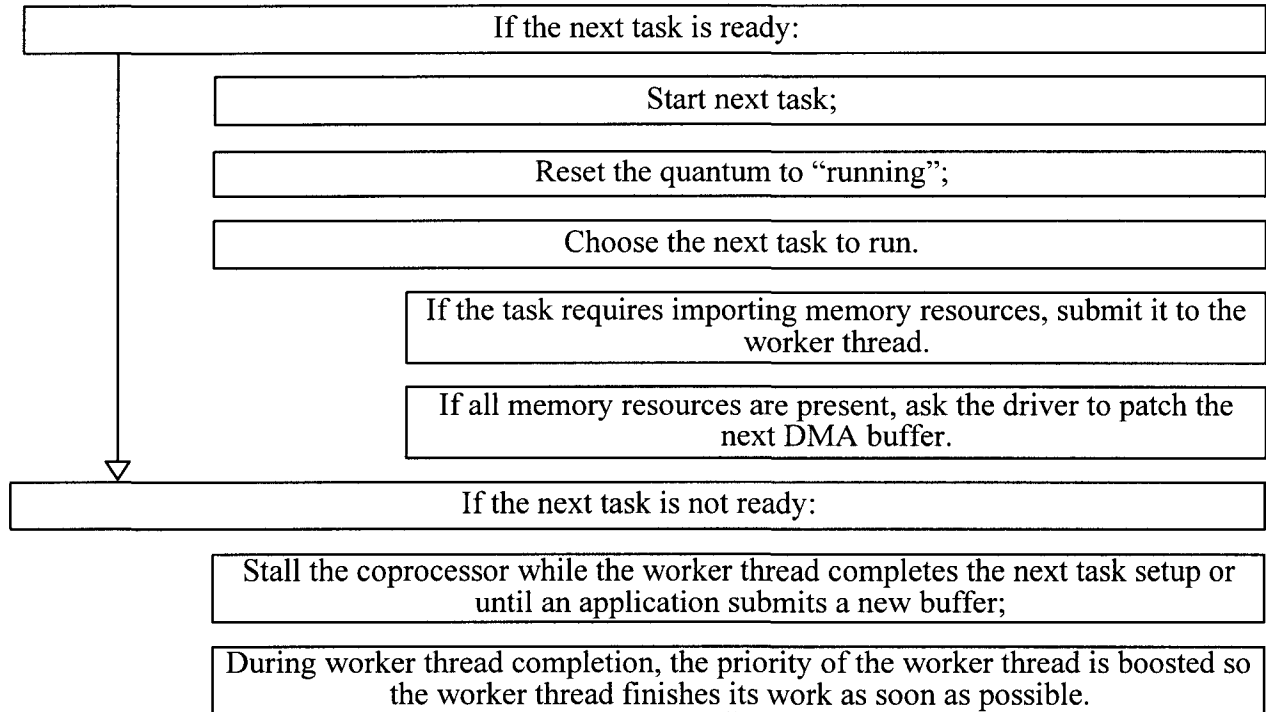 If the next task is ready:
Start next task;
Reset the quantum to “running”;
Choose the next task to run.
If the task requires importing memory resources, submit it to the
worker thread.
If all memory resources are present, ask the driver to patch the
next DMA buffer.
If the next task is not ready:
Stall the coprocessor while the worker thread completes the next task setup or
until an application submits a new buffer;
During worker thread completion, the priority of the worker thread is boosted so
the worker thread finishes its work as soon as possible.